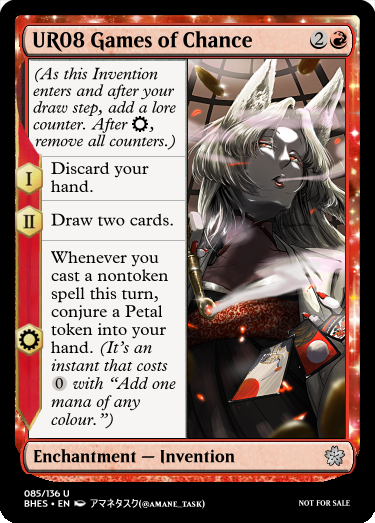 UR08 Games of Chance 2
(As this Invention
enters and after your
draw step, add a lore
counter. After ,
remove all counters.)
I Discard your
hand.
II Draw two cards.
Whenever you
cast a nontoken
spell this turn,
conjure a Petal
token into your
hand. (It's an
instant that costs
0 with “Add one
mana of any
colour.”)
Enchantment — Invention
085/136 U
BHES • EN アマネタスク(@AMANE_TASK)
NOT FOR SALE